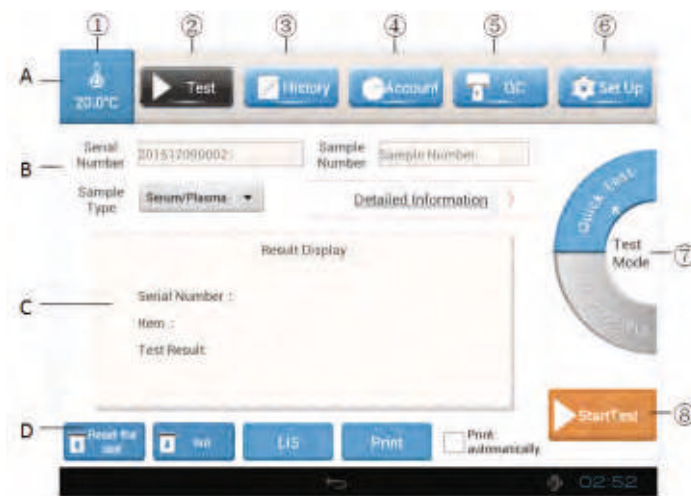 ① ② ③ ④ ⑤ ⑥
A
20.0°C Test History Account QC Set Up
Serial Number 201512090002 Sample Number Sample Number
B
Sample Type Serum/Plasma Detailed Information
Quick Test
Test Mode ⑦
Result Display
C
Serial Number :
Item :
Test Result
StartTest ⑧
D
Reset the LIS Print Print automatically
02:52